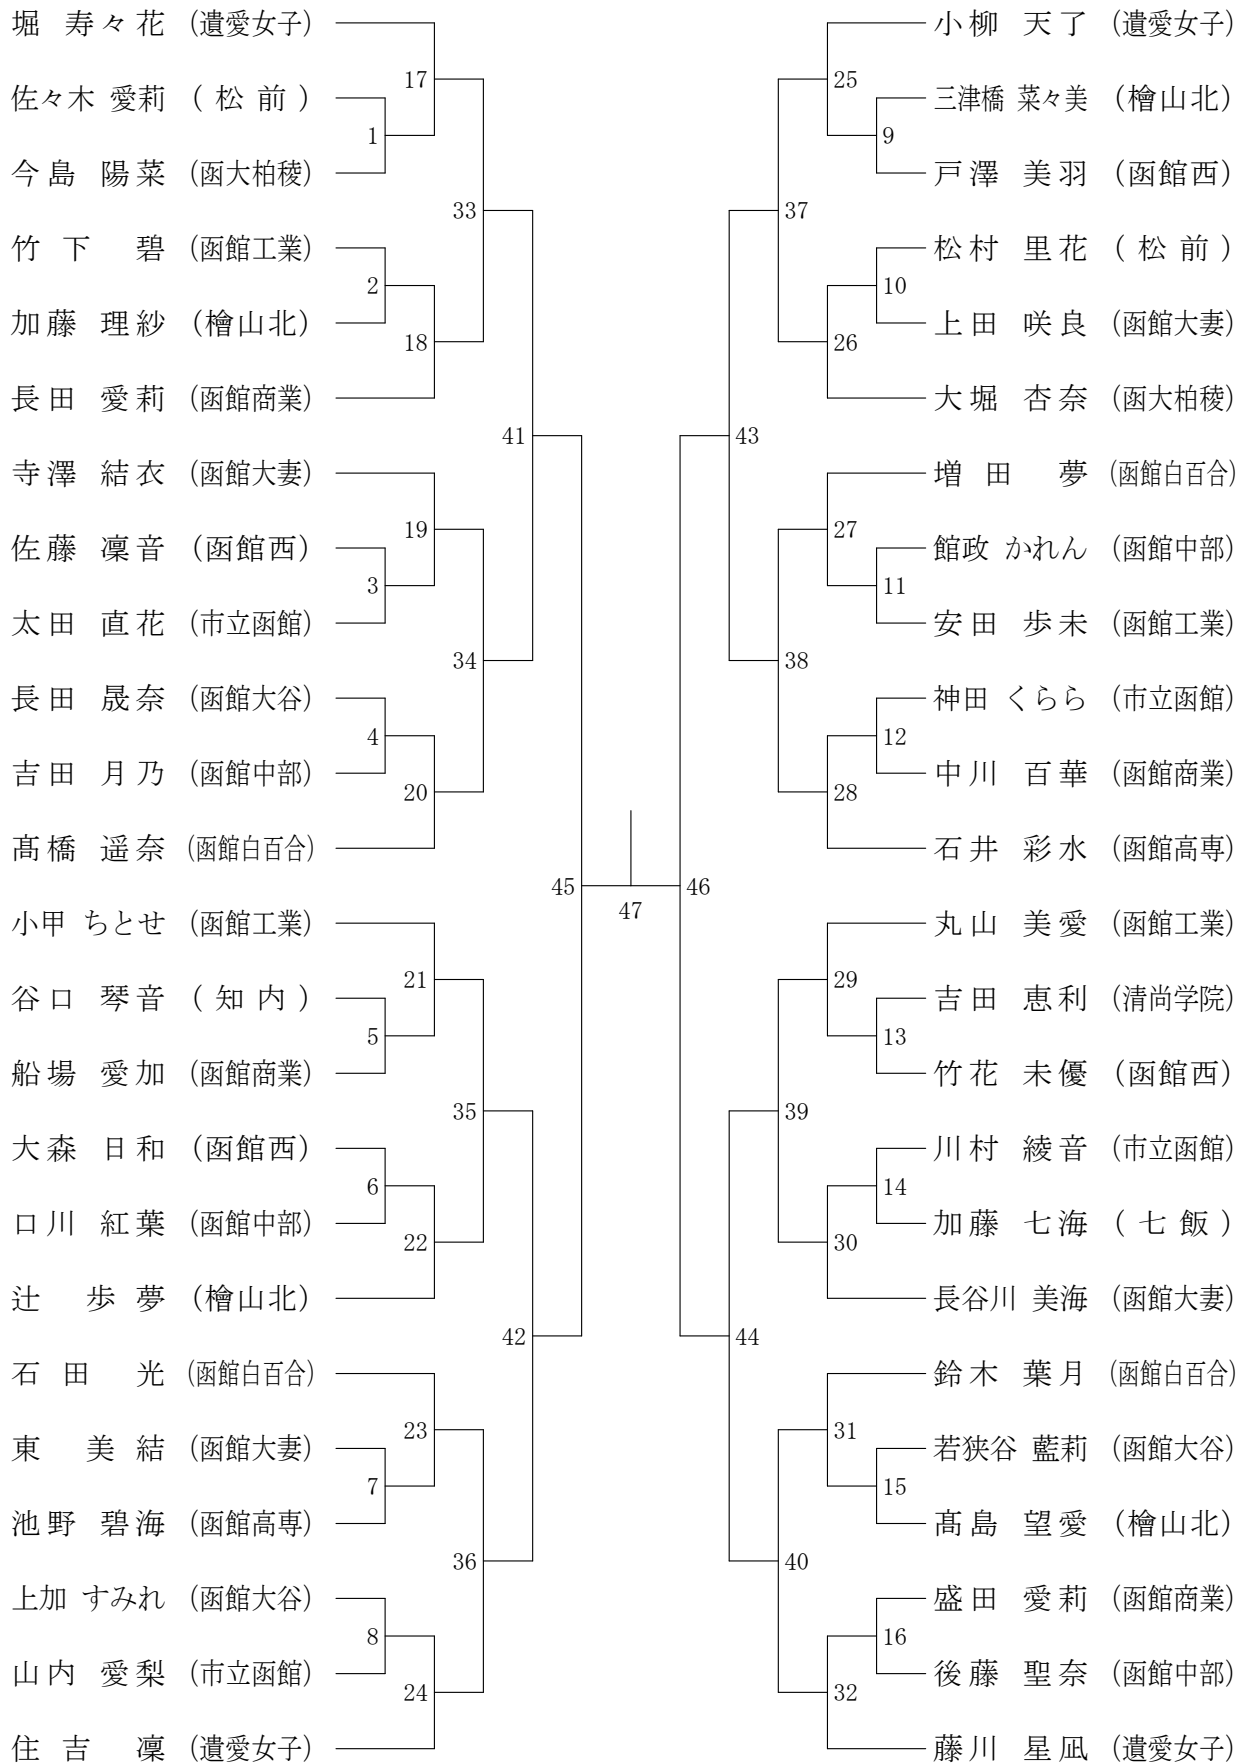 堀 寿々花 (遺愛女子)
17
佐々木 愛莉 (松前)
1
今島 陽菜 (函大柏稜)
33
竹下 碧 (函館工業)
2
加藤 理紗 (檜山北)
18
長田 愛莉 (函館商業)
41
寺澤 結衣 (函館大妻)
19
佐藤 凜音 (函館西)
3
太田 直花 (市立函館)
34
長田 晟奈 (函館大谷)
4
吉田 月乃 (函館中部)
20
髙橋 遥奈 (函館白百合)
45
小甲 ちとせ (函館工業)
21
谷口 琴音 (知内)
5
船場 愛加 (函館商業)
35
大森 日和 (函館西)
6
口川 紅葉 (函館中部)
22
辻 歩夢 (檜山北)
42
石田 光 (函館白百合)
23
東 美結 (函館大妻)
7
池野 碧海 (函館高専)
36
上加 すみれ (函館大谷)
8
山内 愛梨 (市立函館)
24
住吉 凜 (遺愛女子)
47
小柳 天了 (遺愛女子)
25
三津橋 菜々美 (檜山北)
9
戸澤 美羽 (函館西)
37
松村 里花 (松前)
10
上田 咲良 (函館大妻)
26
大堀 杏奈 (函大柏稜)
43
増田 夢 (函館白百合)
27
館政 かれん (函館中部)
11
安田 歩未 (函館工業)
38
神田 くらら (市立函館)
12
中川 百華 (函館商業)
28
石井 彩水 (函館高専)
46
丸山 美愛 (函館工業)
29
吉田 恵利 (清尚学院)
13
竹花 未優 (函館西)
39
川村 綾音 (市立函館)
14
加藤 七海 (七飯)
30
長谷川 美海 (函館大妻)
44
鈴木 葉月 (函館白百合)
31
若狭谷 藍莉 (函館大谷)
15
髙島 望愛 (檜山北)
40
盛田 愛莉 (函館商業)
16
後藤 聖奈 (函館中部)
32
藤川 星凪 (遺愛女子)